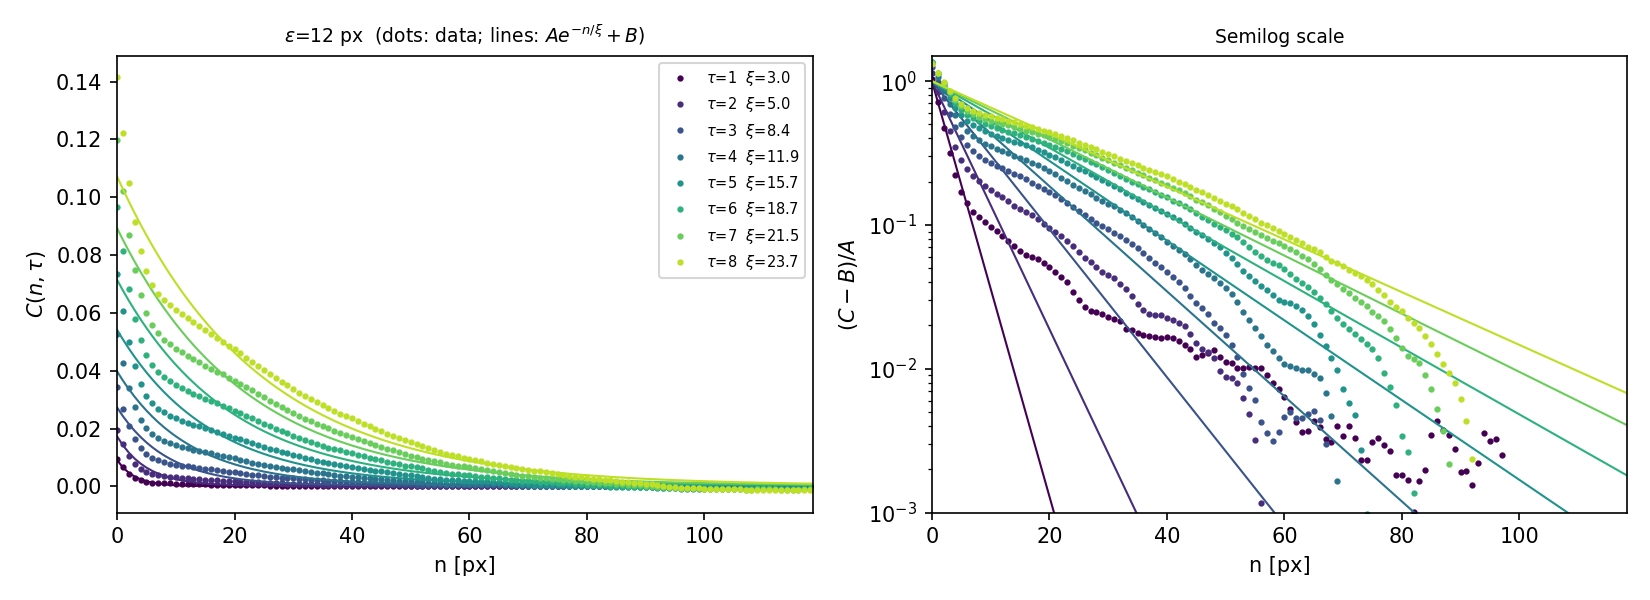 ε=12 px (dots: data; lines: Ae^{-n/ξ} + B)
C(n, τ)
0.14
0.12
0.10
0.08
0.06
0.04
0.02
0.00
τ=1 ξ=3.0
τ=2 ξ=5.0
τ=3 ξ=8.4
τ=4 ξ=11.9
τ=5 ξ=15.7
τ=6 ξ=18.7
τ=7 ξ=21.5
τ=8 ξ=23.7
0 20 40 60 80 100
n [px]
Semilog scale
(C − B)/A
10^0
10^{-1}
10^{-2}
10^{-3}
0 20 40 60 80 100
n [px]